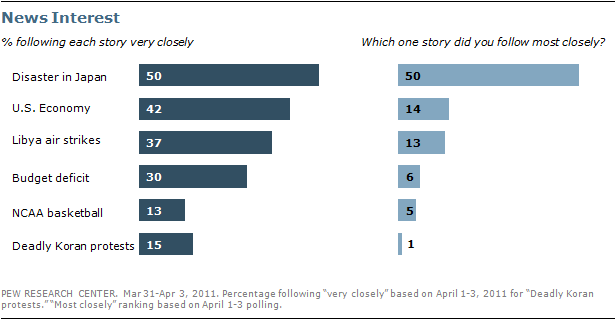 News Interest
% following each story very closely
Which one story did you follow most closely?
Disaster in Japan 50 50
U.S. Economy 42 14
Libya air strikes 37 13
Budget deficit 30 6
NCAA basketball 13 5
Deadly Koran protests 15 1
PEW RESEARCH CENTER. Mar 31-Apr 3, 2011. Percentage following "very closely" based on April 1-3, 2011 for "Deadly Koran
protests." "Most closely" ranking based on April 1-3 polling.